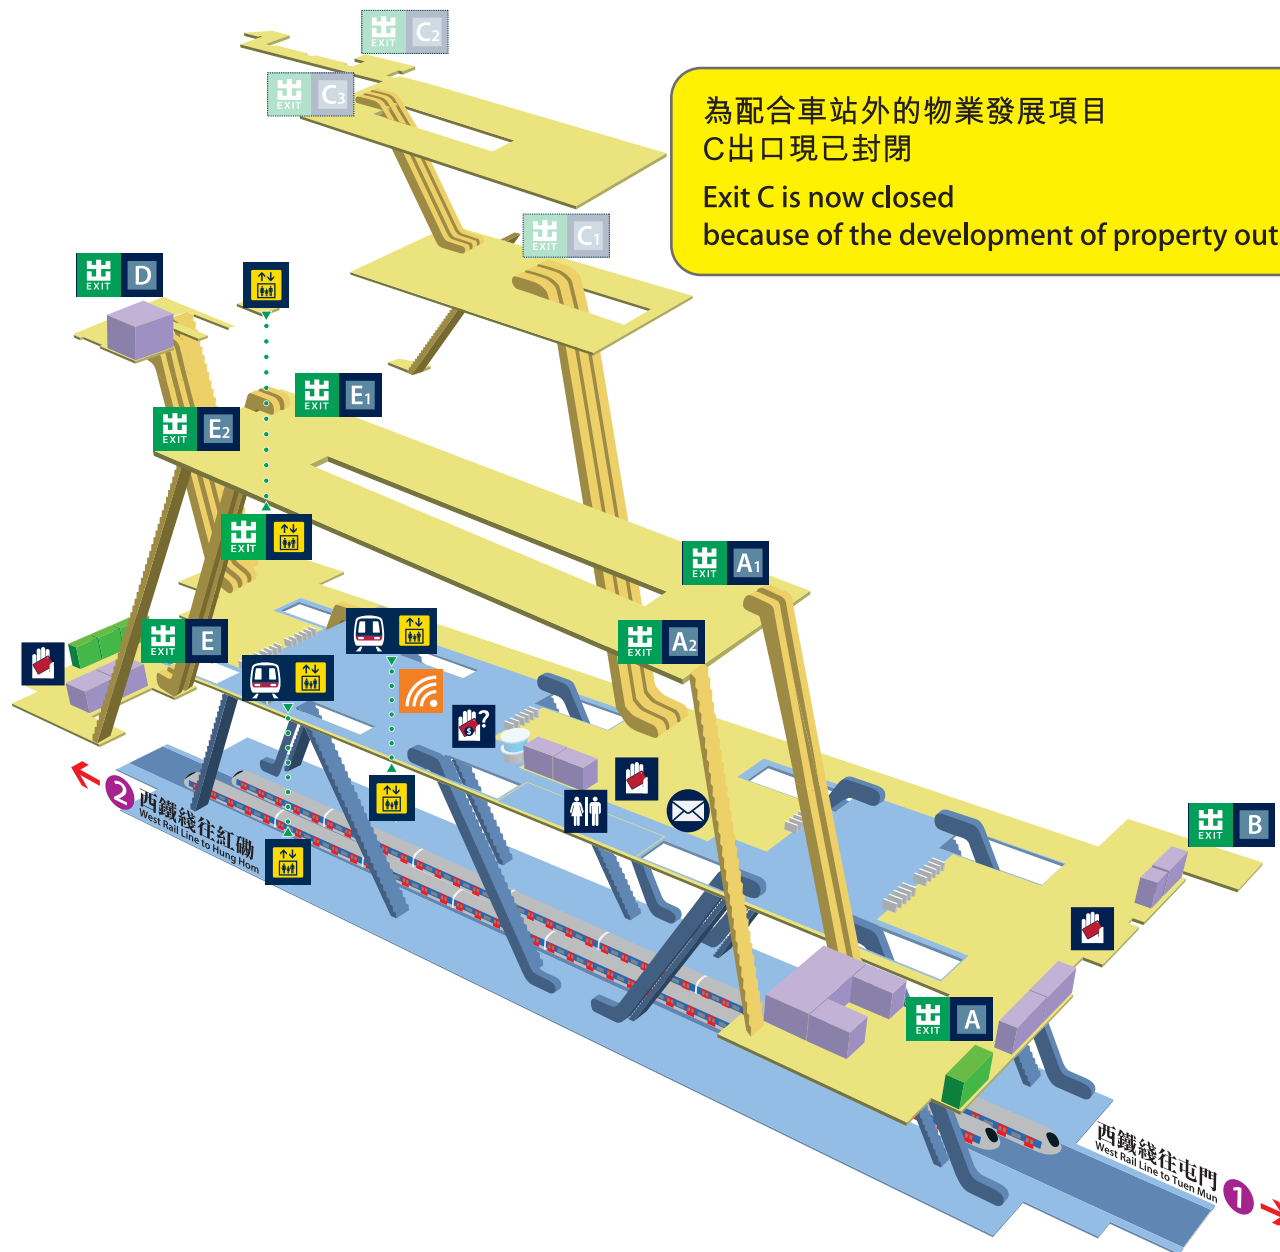 出 EXIT C2
出 EXIT C3
為配合車站外的物業發展項目
C出口現已封閉
Exit C is now closed
because of the development of property out
出 EXIT C1
出 EXIT D
出 EXIT E1
出 EXIT E2
出 EXIT
出 EXIT A1
出 EXIT E
出 EXIT A2
$ ?
2 西鐵綫往紅磡
West Rail Line to Hung Hom
出 EXIT B
出 EXIT A
西鐵綫往屯門 1
West Rail Line to Tuen Mun